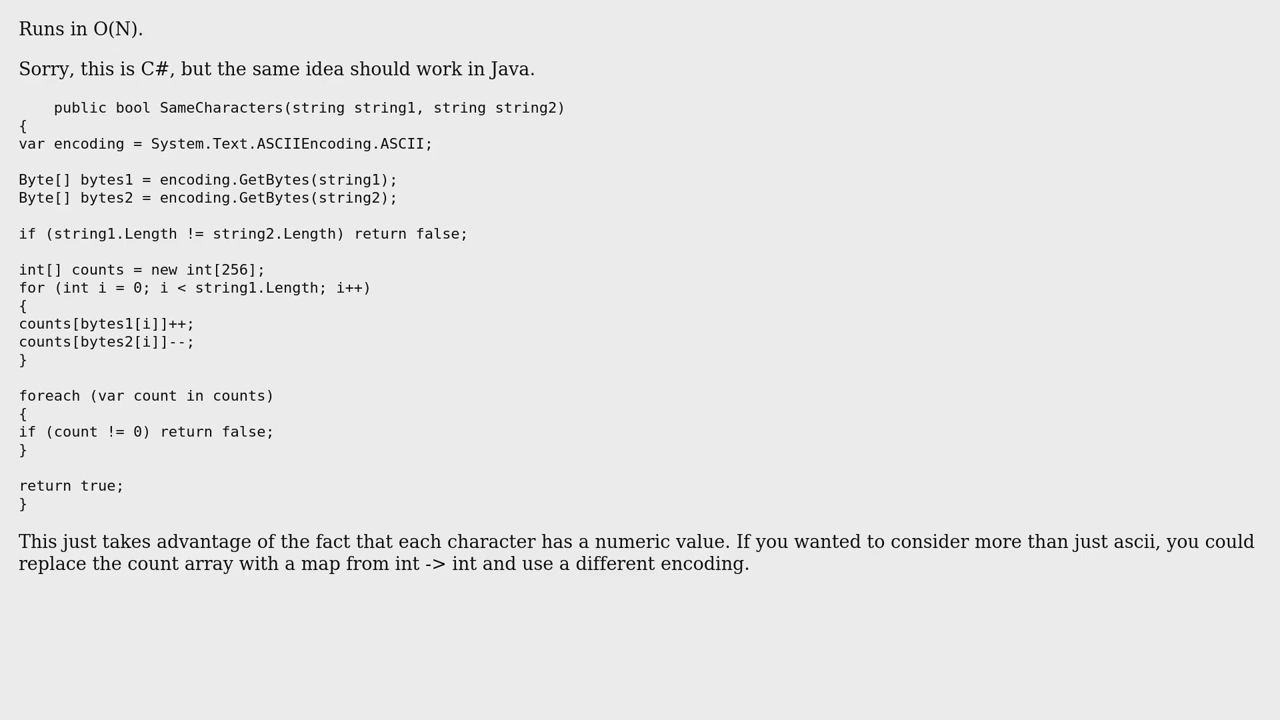 Runs in O(N).
Sorry, this is C#, but the same idea should work in Java.
public bool SameCharacters(string string1, string string2)
{
var encoding = System.Text.ASCIIEncoding.ASCII;
Byte[] bytes1 = encoding.GetBytes(string1);
Byte[] bytes2 = encoding.GetBytes(string2);
if (string1.Length != string2.Length) return false;
int[] counts = new int[256];
for (int i = 0; i < string1.Length; i++)
{
counts[bytes1[i]]++;
counts[bytes2[i]]--;
}
foreach (var count in counts)
{
if (count != 0) return false;
}
return true;
}
This just takes advantage of the fact that each character has a numeric value. If you wanted to consider more than just ascii, you could
replace the count array with a map from int -> int and use a different encoding.